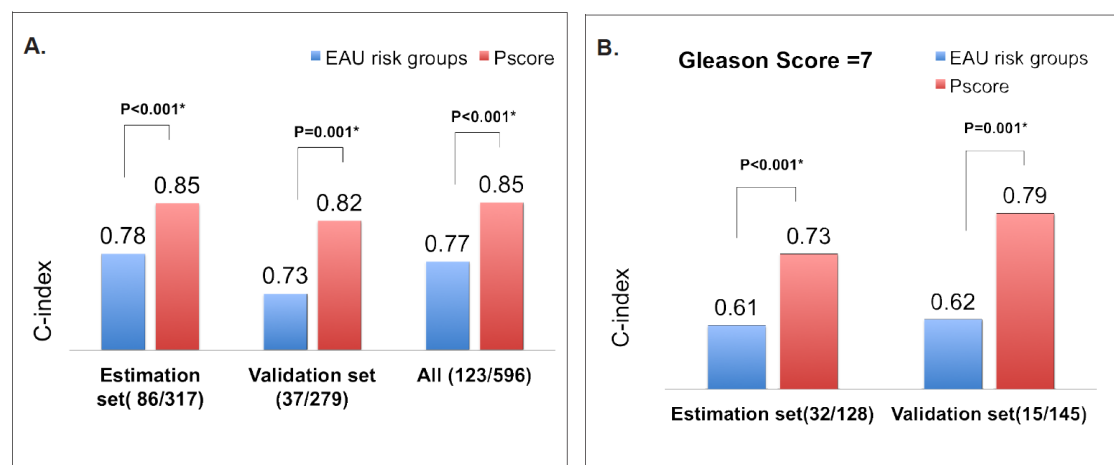 A.
EAU risk groups Pscore
P<0.001*
P=0.001*
P<0.001*
0.85
0.78
0.82
0.73
0.85
0.77
C-index
Estimation
set( 86/317)
Validation set
(37/279)
All (123/596)
B.
Gleason Score =7
EAU risk groups
Pscore
P<0.001*
P=0.001*
0.61
0.73
0.62
0.79
C-index
Estimation set(32/128)
Validation set(15/145)